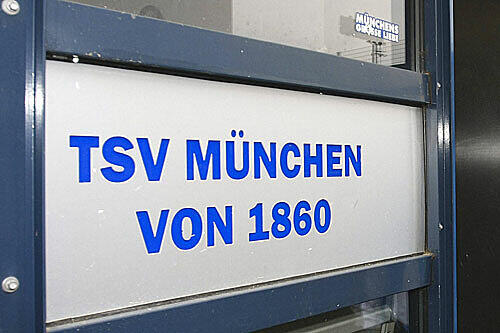 MÜNCHENS
GROSSE LIEBE
TSV MÜNCHEN
VON 1860